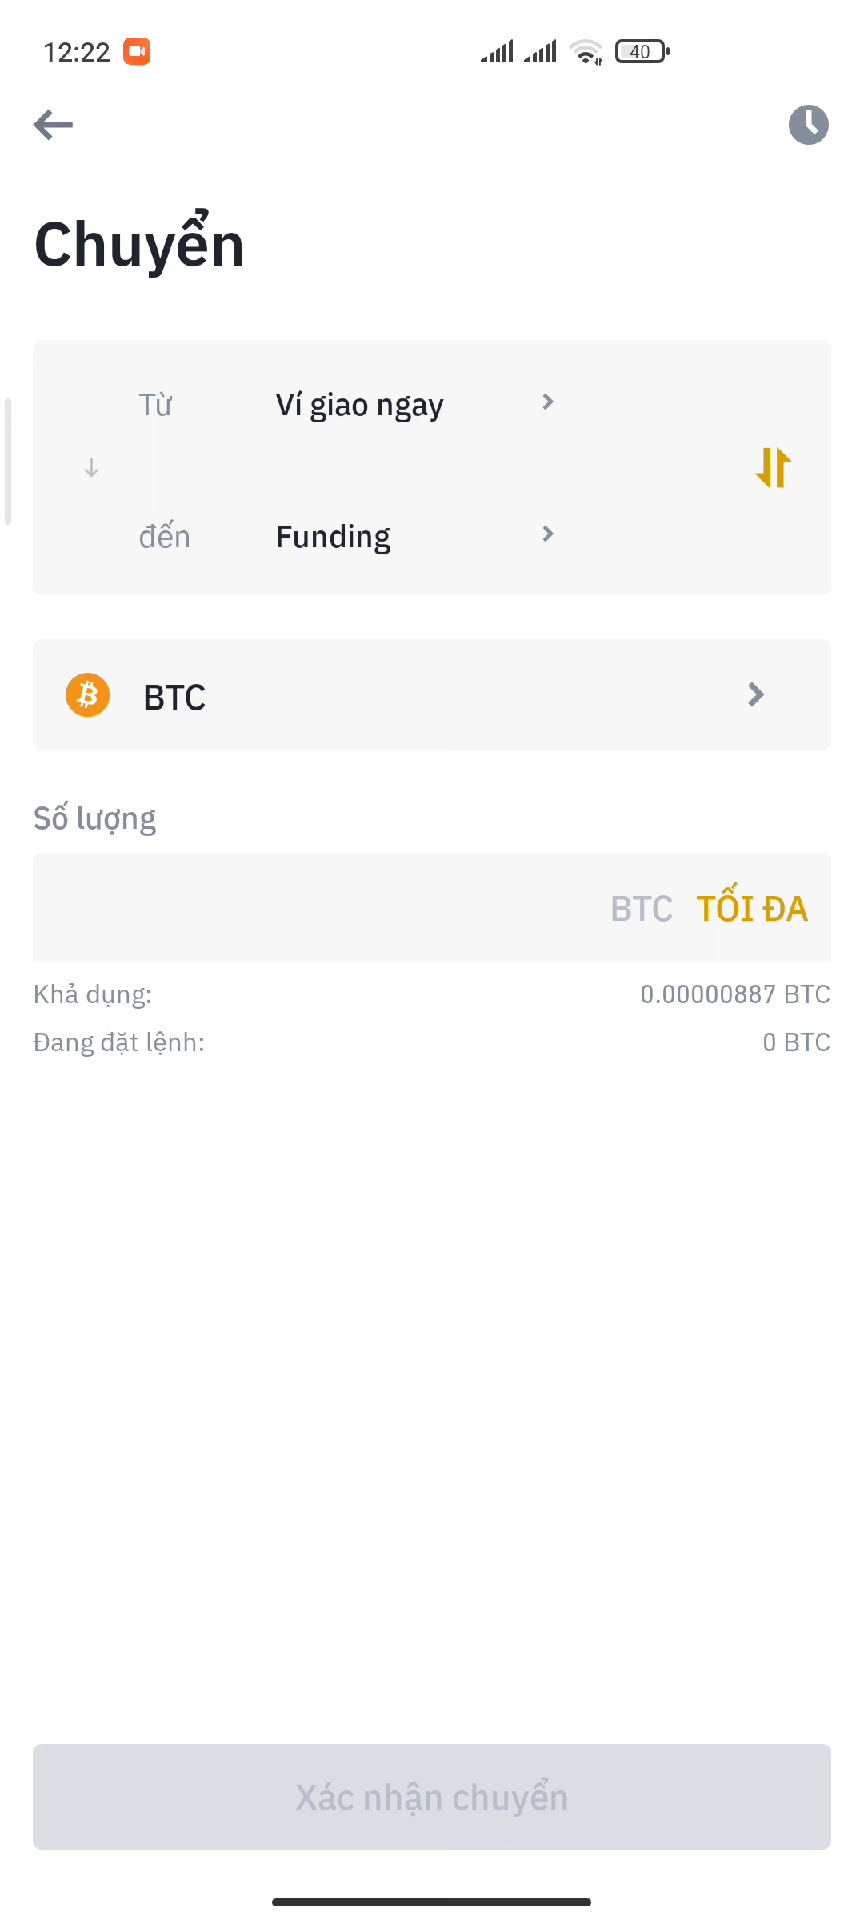 12:22
40
Chuyển
Từ Ví giao ngay
đến Funding
BTC
Số lượng
BTC TỐI ĐA
Khả dụng: 0.00000887 BTC
Đang đặt lệnh: 0 BTC
Xác nhận chuyển